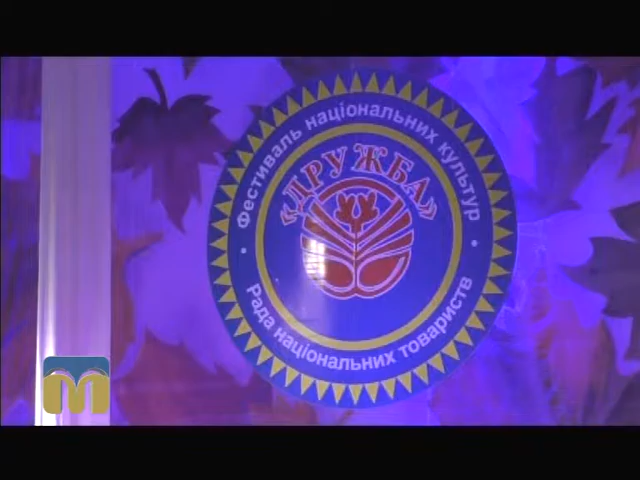 Фестиваль національних культур
«ДРУЖБА»
Рада національних товариств